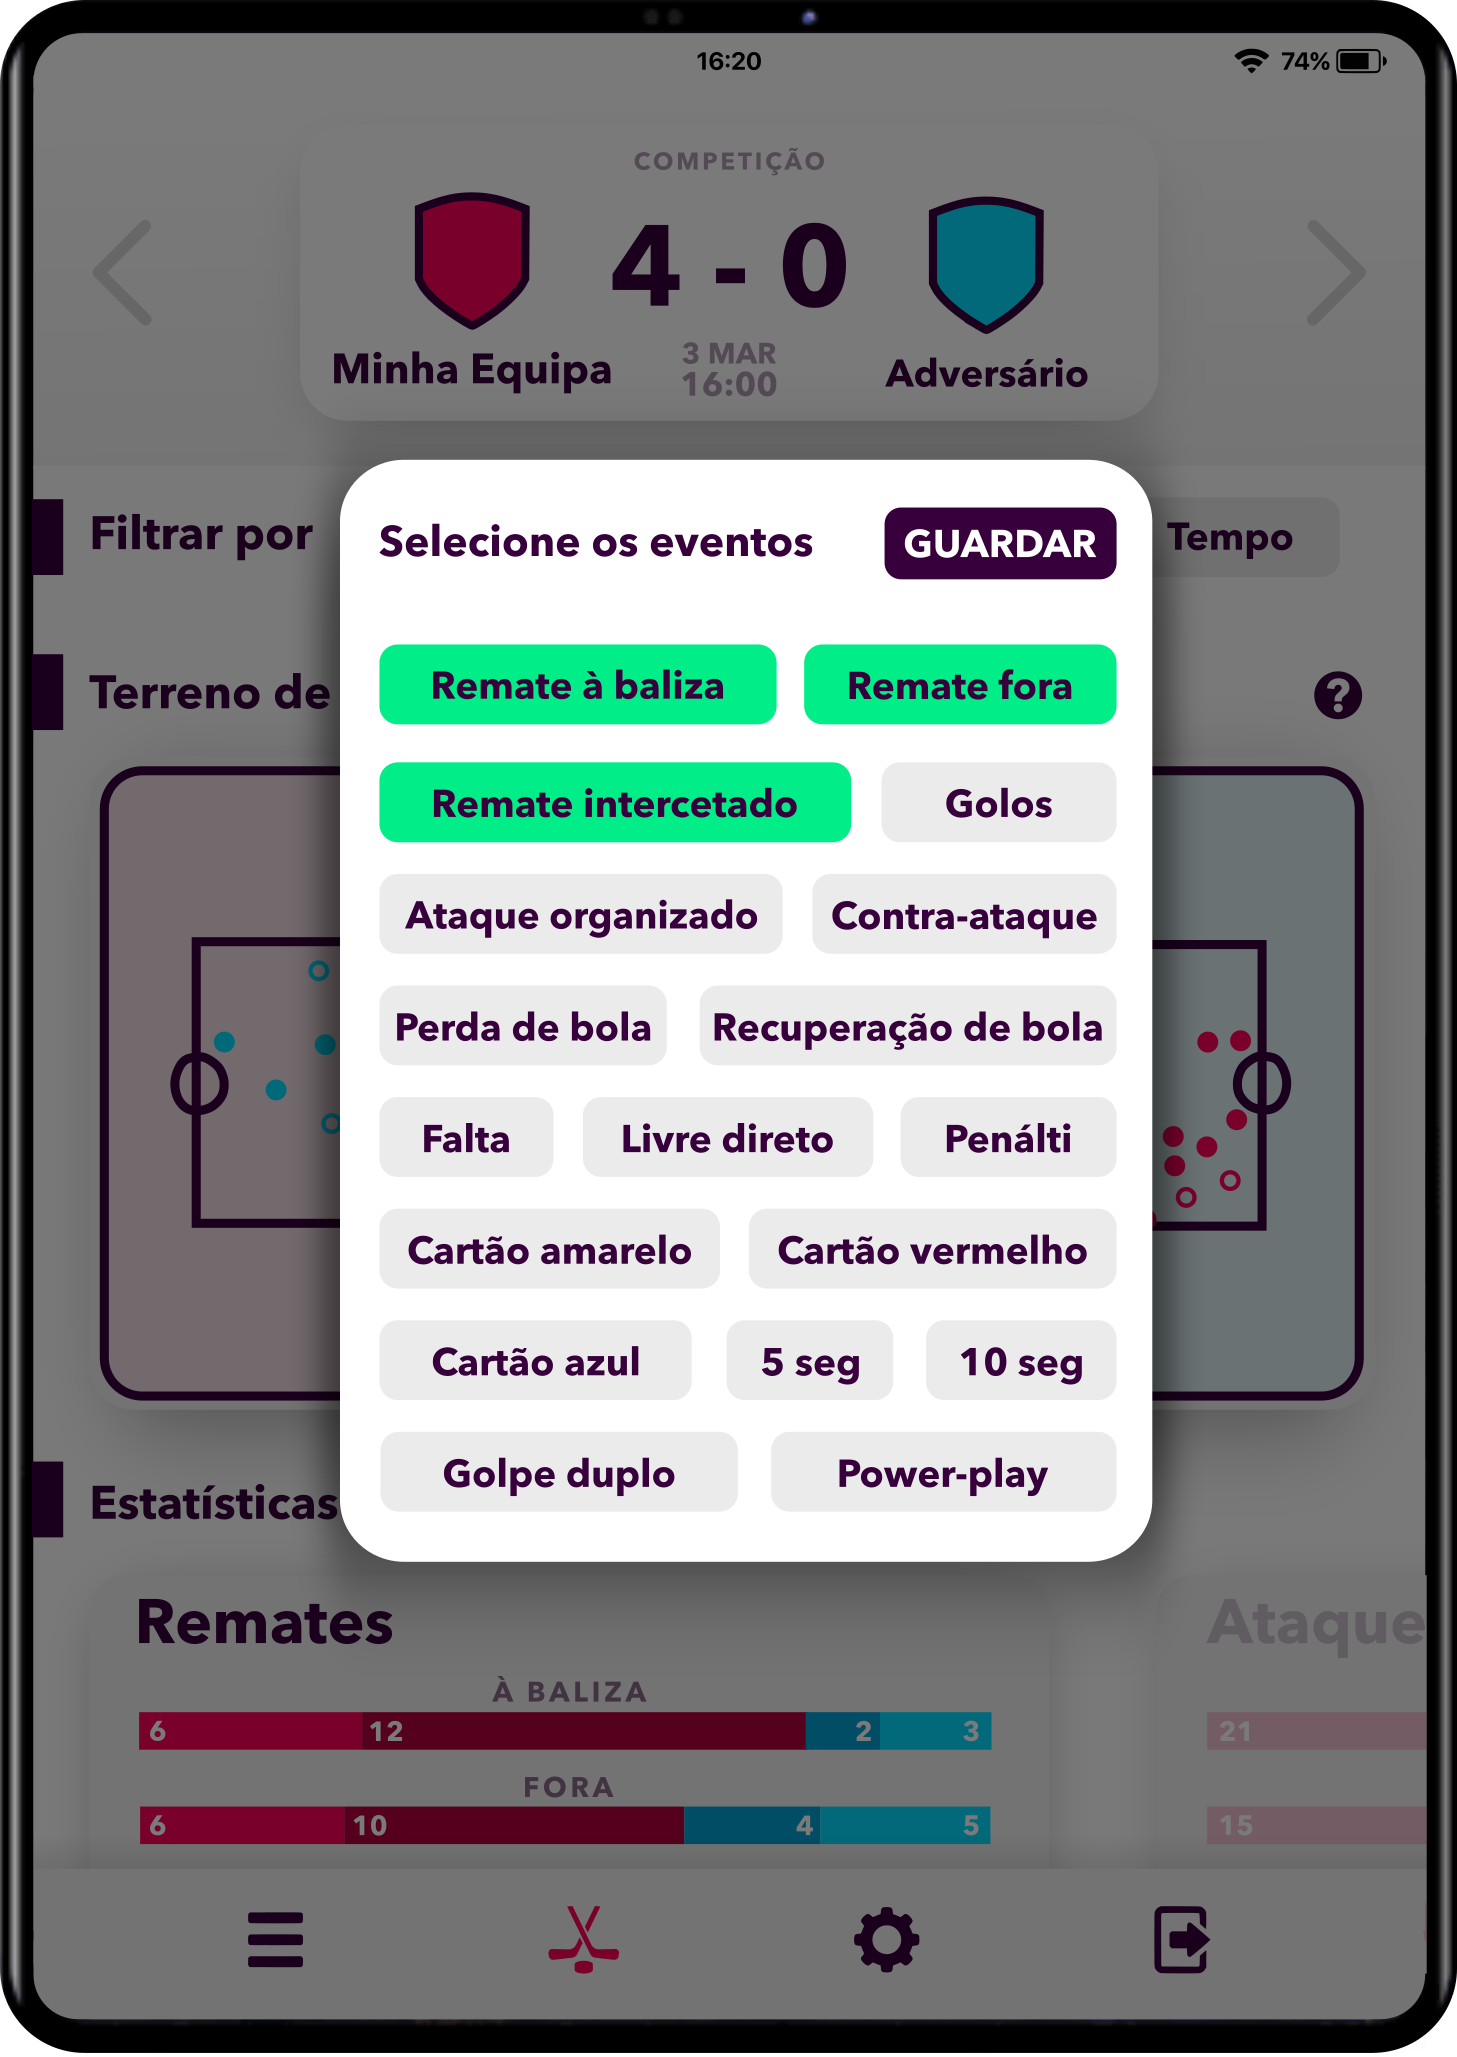 16:20
74%
COMPETIÇÃO
4 - 0
3 MAR
16:00
Minha Equipa
Adversário
Filtrar por
Tempo
Selecione os eventos
GUARDAR
Terreno de
?
Remate à baliza
Remate fora
Remate intercetado
Golos
Ataque organizado
Contra-ataque
Perda de bola
Recuperação de bola
Falta
Livre direto
Penálti
Cartão amarelo
Cartão vermelho
Cartão azul
5 seg
10 seg
Golpe duplo
Power-play
Estatísticas
Remates
Ataque
À BALIZA
6 12 2 3
21
FORA
6 10 4 5
15